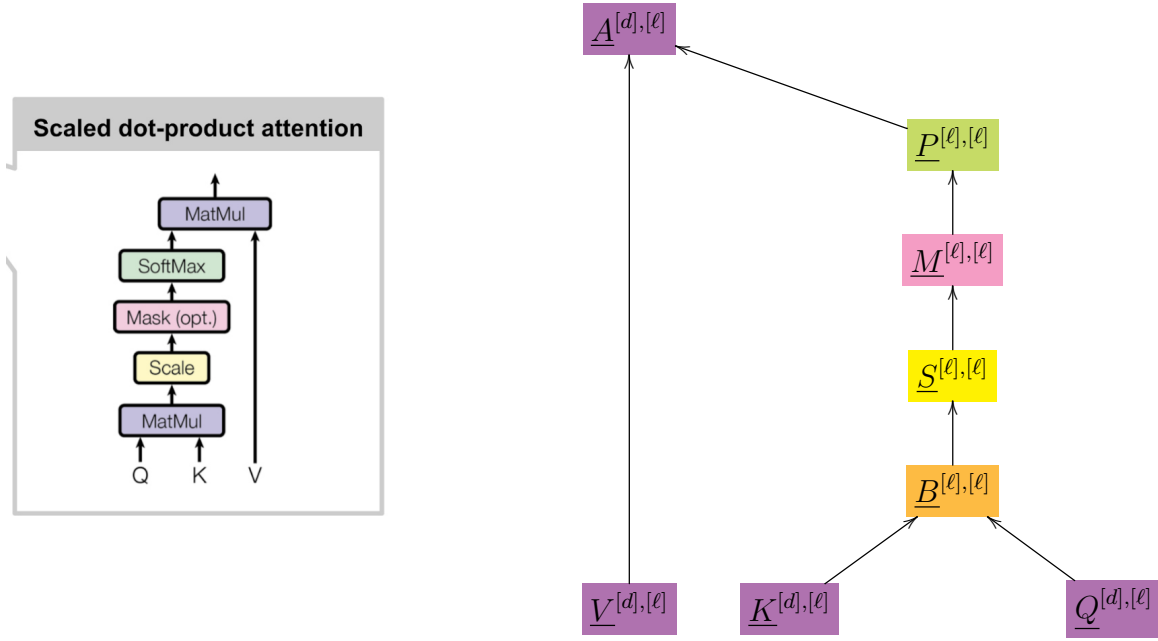 Scaled dot-product attention
MatMul
SoftMax
Mask (opt.)
Scale
MatMul
Q K V
A^{[d],[ℓ]}
P^{[ℓ],[ℓ]}
M^{[ℓ],[ℓ]}
S^{[ℓ],[ℓ]}
B^{[ℓ],[ℓ]}
V^{[d],[ℓ]} K^{[d],[ℓ]} Q^{[d],[ℓ]}